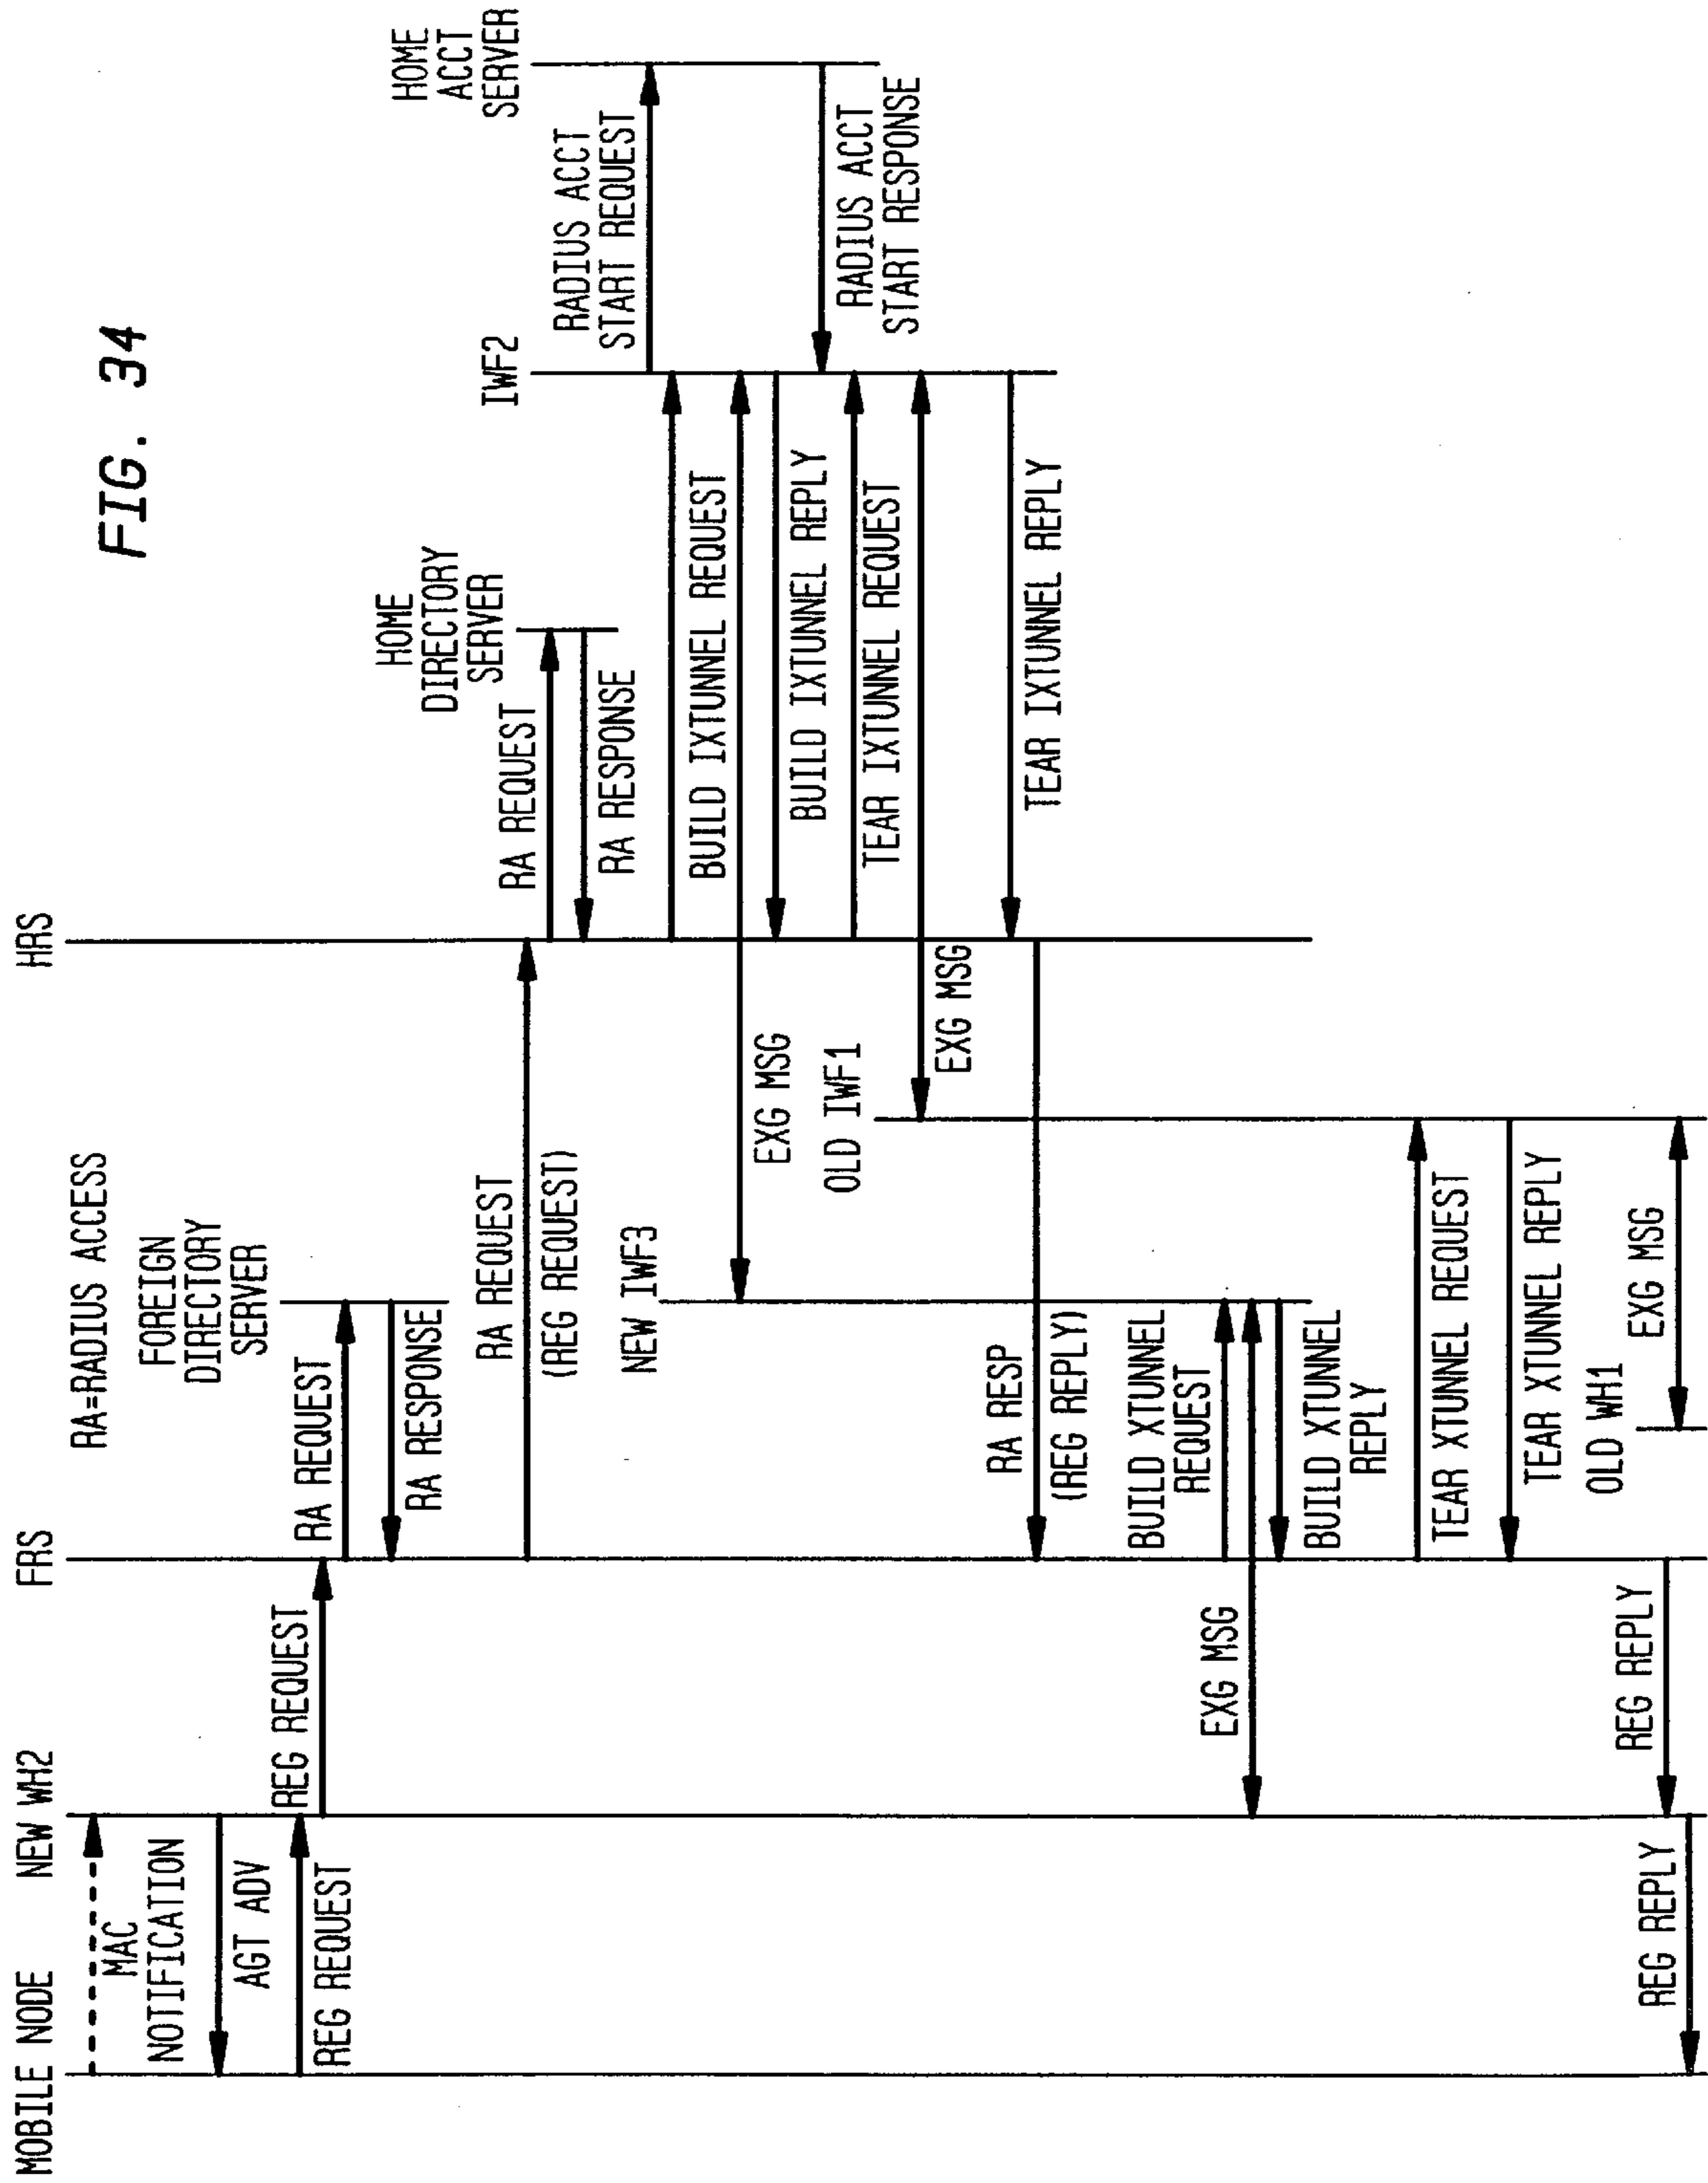 FIG. 34
MOBILE NODE
NEW WH2
FRS
HRS
RA=RADIUS ACCESS
MAC
NOTIFICATION
AGT ADV
REG REQUEST
REG REQUEST
FOREIGN
DIRECTORY
SERVER
RA REQUEST
RA RESPONSE
RA REQUEST
(REG REQUEST)
HOME
DIRECTORY
SERVER
RA REQUEST
RA RESPONSE
IWF2
HOME
ACCT
SERVER
RADIUS ACCT
START REQUEST
BUILD IXTUNNEL REQUEST
NEW IWF3
EXG MSG
BUILD IXTUNNEL REPLY
RADIUS ACCT
START RESPONSE
TEAR IXTUNNEL REQUEST
OLD IWF1
EXG MSG
TEAR IXTUNNEL REPLY
RA RESP
(REG REPLY)
BUILD XTUNNEL
REQUEST
EXG MSG
BUILD XTUNNEL
REPLY
TEAR XTUNNEL REQUEST
TEAR XTUNNEL REPLY
OLD WH1
EXG MSG
REG REPLY
REG REPLY